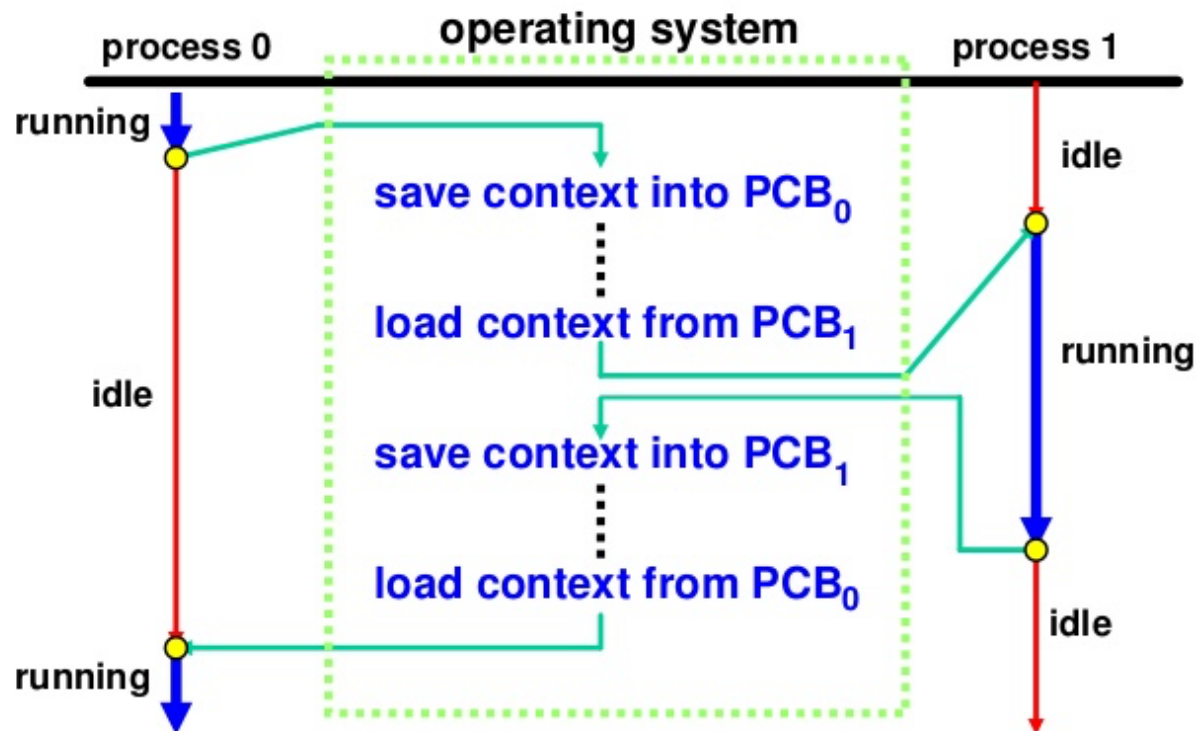 process 0
operating system
process 1
running
idle
save context into PCB0
load context from PCB1
running
idle
save context into PCB1
load context from PCB0
idle
running